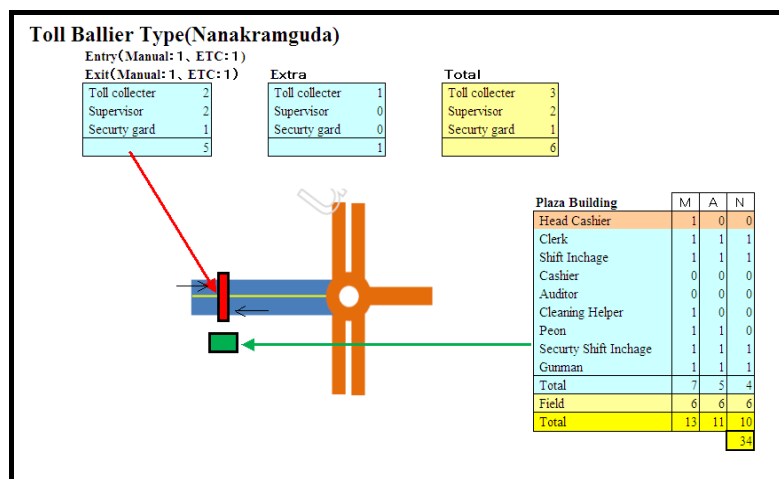 Toll Ballier Type(Nanakramguda)
Entry(Manual:1、ETC:1)
Exit(Manual:1、ETC:1) Extra Total
Toll collecter 2 Toll collecter 1 Toll collecter 3
Supervisor 2 Supervisor 0 Supervisor 2
Securty gard 1 Securty gard 0 Securty gard 1
5 1 6
Plaza Building M A N
Head Cashier 1 0 0
Clerk 1 1 1
Shift Inchage 1 1 1
Cashier 0 0 0
Auditor 0 0 0
Cleaning Helper 1 0 0
Peon 1 1 0
Securty Shift Inchage 1 1 1
Gunman 1 1 1
Total 7 5 4
Field 6 6 6
Total 13 11 10
34